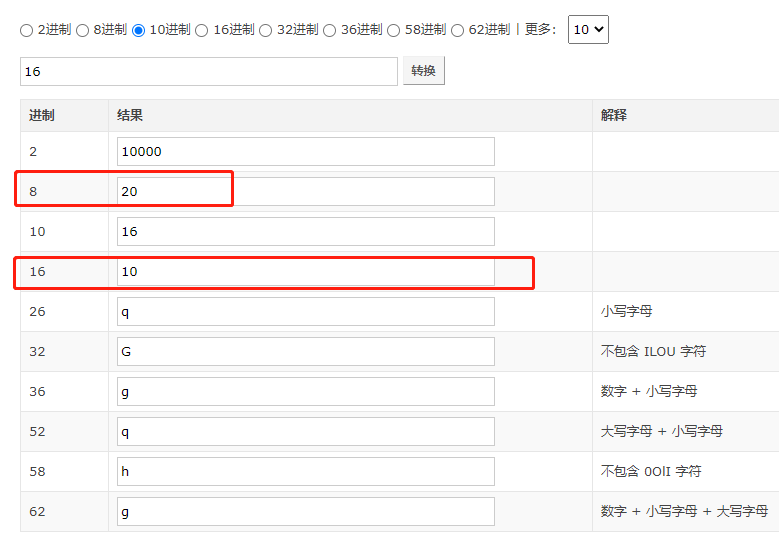 2进制 8进制 10进制 16进制 32进制 36进制 58进制 62进制 | 更多： 10
16 转换
进制 结果 解释
2 10000
8 20
10 16
16 10
26 q 小写字母
32 G 不包含 ILOU 字符
36 g 数字 + 小写字母
52 q 大写字母 + 小写字母
58 h 不包含 0OlI 字符
62 g 数字 + 小写字母 + 大写字母